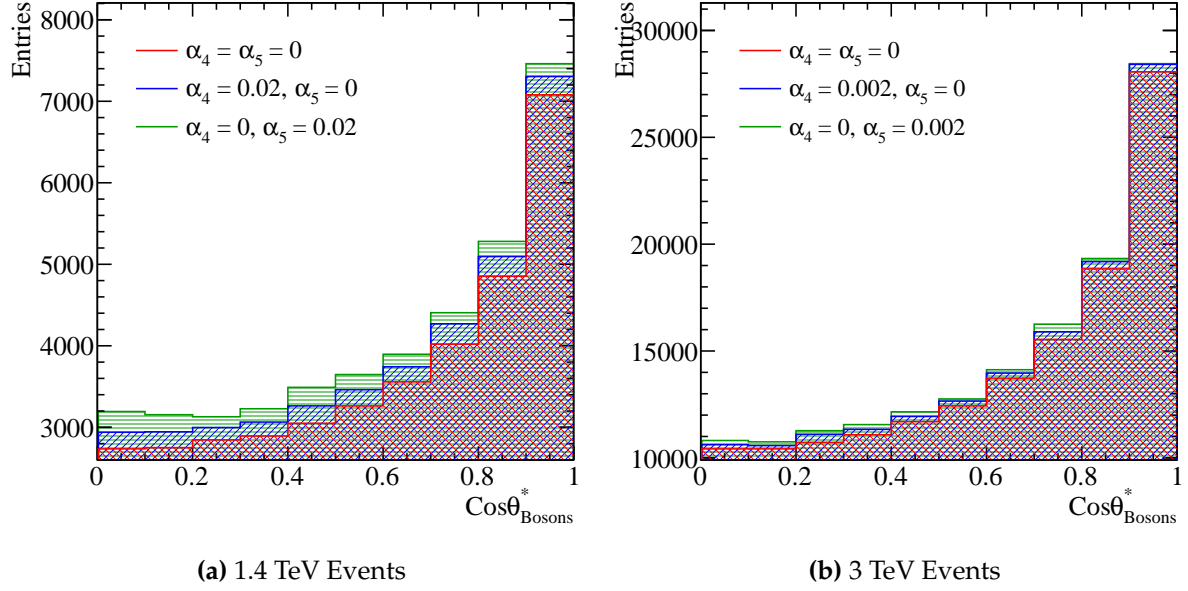 Entries
8000
7000
6000
5000
4000
3000
α₄ = α₅ = 0
α₄ = 0.02, α₅ = 0
α₄ = 0, α₅ = 0.02
0 0.2 0.4 0.6 0.8 1
Cosθ*Bosons
(a) 1.4 TeV Events
Entries
30000
25000
20000
15000
10000
α₄ = α₅ = 0
α₄ = 0.002, α₅ = 0
α₄ = 0, α₅ = 0.002
0 0.2 0.4 0.6 0.8 1
Cosθ*Bosons
(b) 3 TeV Events